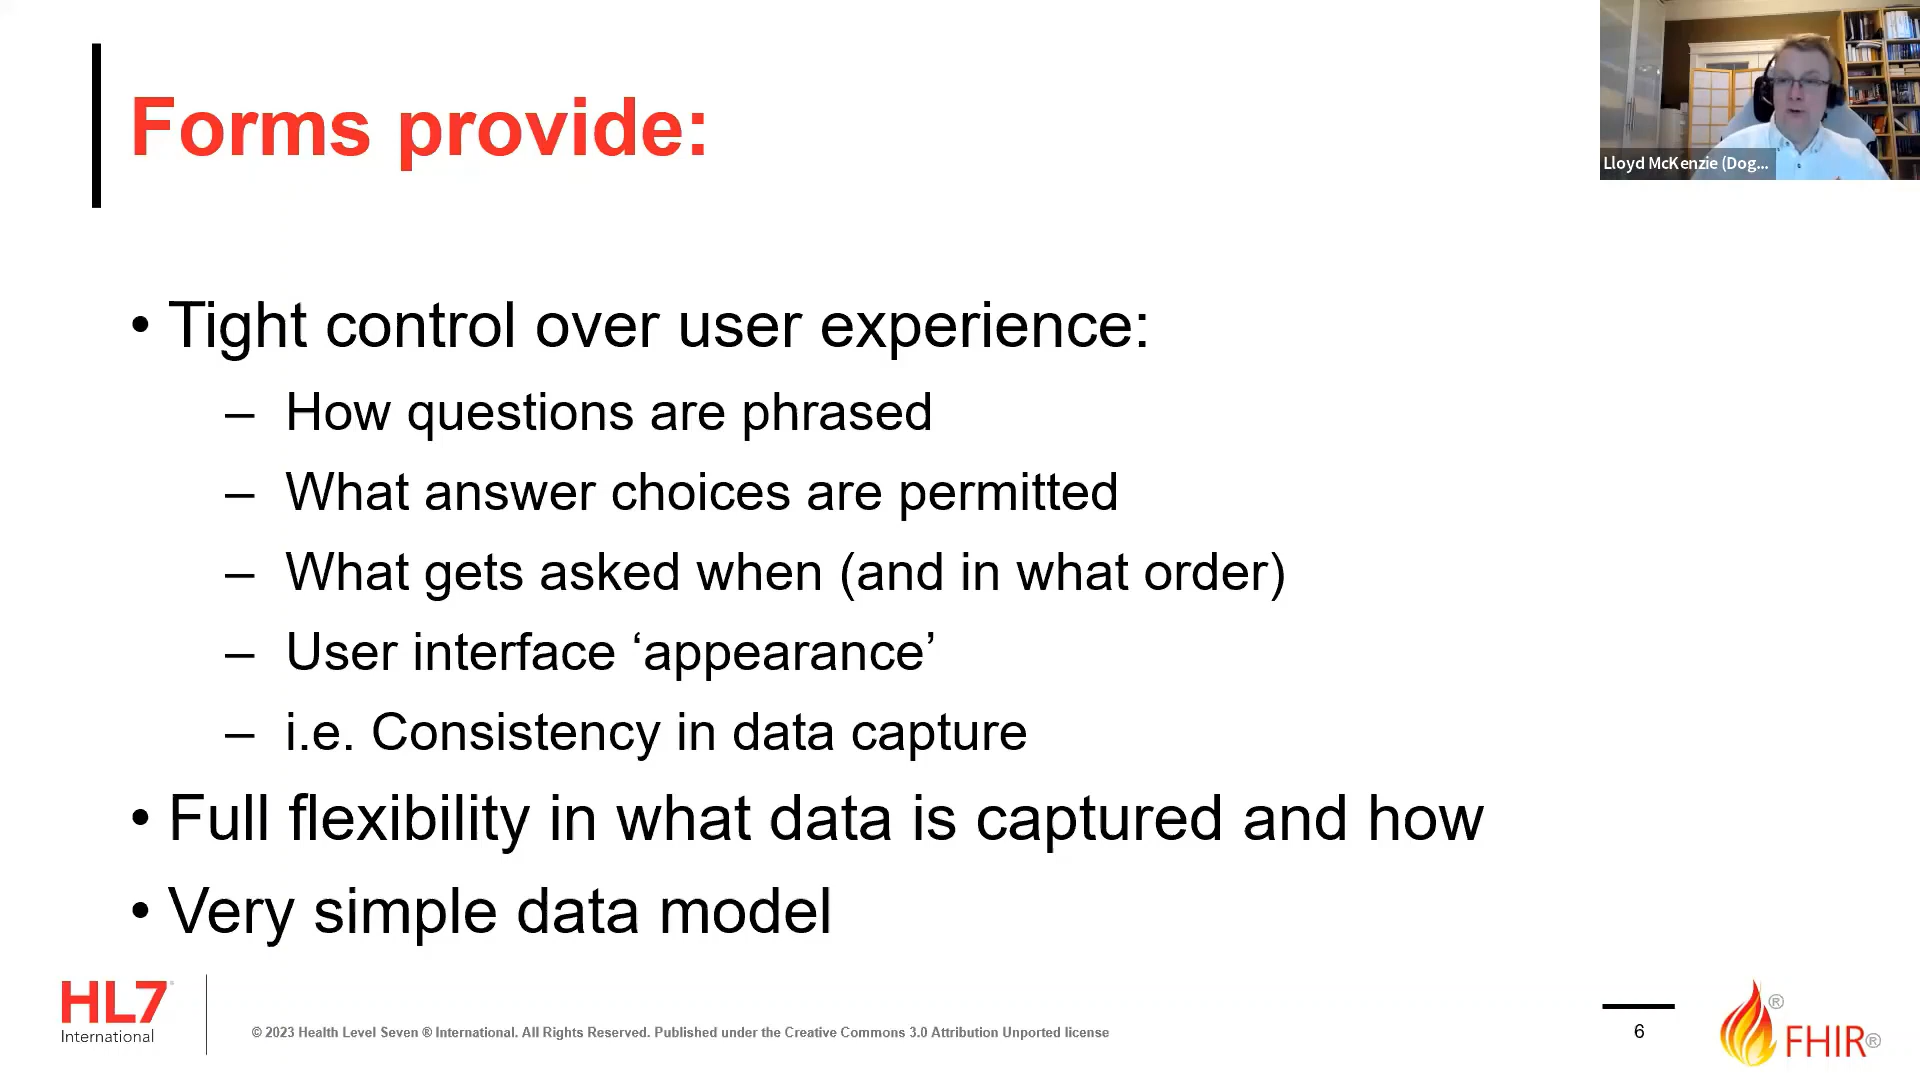 Forms provide:
Lloyd McKenzie (Dog...
• Tight control over user experience:
– How questions are phrased
– What answer choices are permitted
– What gets asked when (and in what order)
– User interface ‘appearance’
– i.e. Consistency in data capture
• Full flexibility in what data is captured and how
• Very simple data model
HL7
International
© 2023 Health Level Seven ® International. All Rights Reserved. Published under the Creative Commons 3.0 Attribution Unported license
6
®
FHIR®